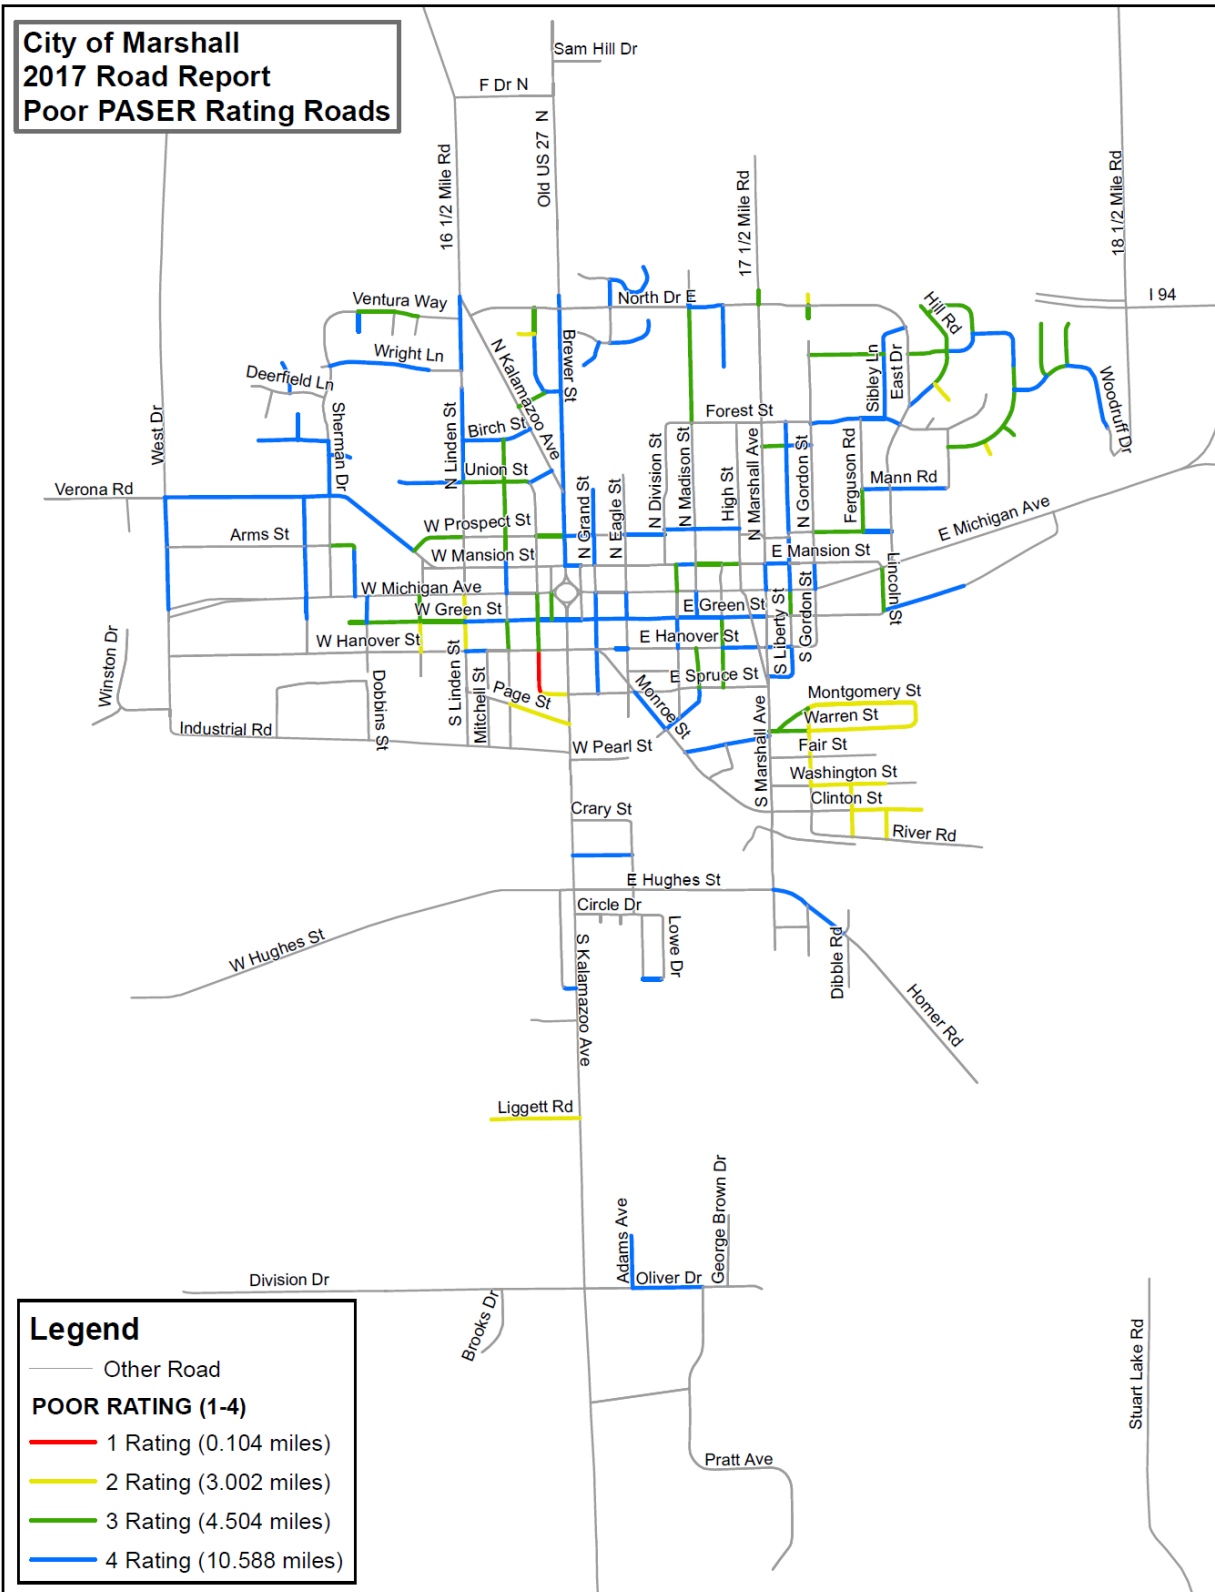 City of Marshall
2017 Road Report
Poor PASER Rating Roads
Sam Hill Dr
F Dr N
Old US 27 N
16 1/2 Mile Rd
17 1/2 Mile Rd
18 1/2 Mile Rd
I 94
North Dr E
Ventura Way
Hill Rd
Wright Ln
N Kalamazoo Ave
Brewer St
Sibley Ln
East Dr
Deerfield Ln
Woodruff Dr
West Dr
Sherman Dr
N Linden St
Birch St
Forest St
Union St
N Division St
N Madison St
High St
N Marshall Ave
N Gordon St
Ferguson Rd
Mann Rd
Verona Rd
N Grand St
N Eagle St
E Michigan Ave
W Prospect St
Arms St
W Mansion St
E Mansion St
Lincoln St
W Michigan Ave
W Green St
E Green St
S Liberty St
S Gordon St
W Hanover St
E Hanover St
Winston Dr
Dobbins St
S Linden St
Mitchell St
Page St
Monroe St
E Spruce St
Montgomery St
Warren St
Industrial Rd
W Pearl St
S Marshall Ave
Fair St
Washington St
Clinton St
Crary St
River Rd
E Hughes St
Circle Dr
W Hughes St
S Kalamazoo Ave
Lowe Dr
Dibble Rd
Homer Rd
Liggett Rd
Adams Ave
George Brown Dr
Division Dr
Oliver Dr
Brooks Dr
Stuart Lake Rd
Pratt Ave
Legend
Other Road
POOR RATING (1-4)
1 Rating (0.104 miles)
2 Rating (3.002 miles)
3 Rating (4.504 miles)
4 Rating (10.588 miles)